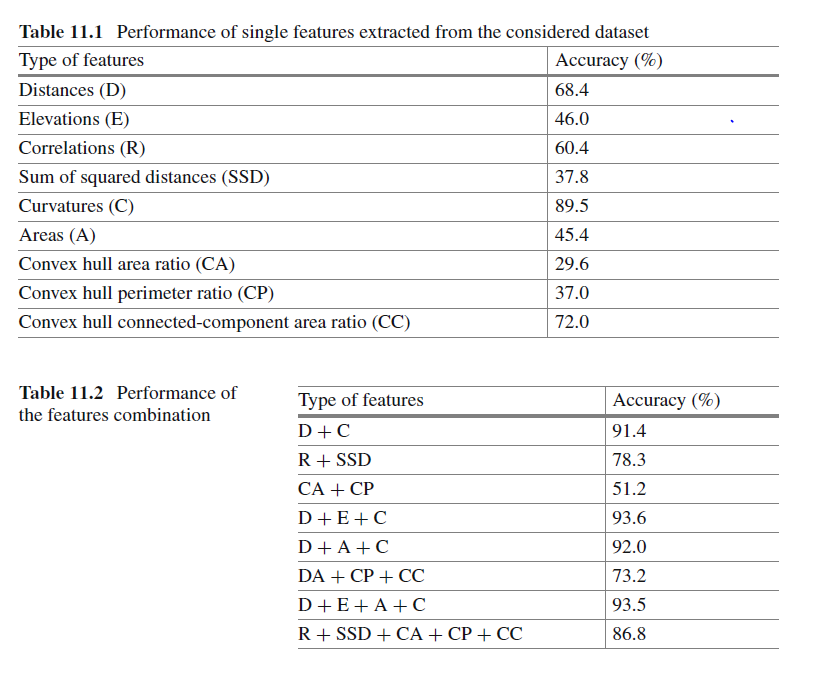 Table 11.1 Performance of single features extracted from the considered dataset
Type of features Accuracy (%)
Distances (D) 68.4
Elevations (E) 46.0
Correlations (R) 60.4
Sum of squared distances (SSD) 37.8
Curvatures (C) 89.5
Areas (A) 45.4
Convex hull area ratio (CA) 29.6
Convex hull perimeter ratio (CP) 37.0
Convex hull connected-component area ratio (CC) 72.0
Table 11.2 Performance of
the features combination
Type of features Accuracy (%)
D + C 91.4
R + SSD 78.3
CA + CP 51.2
D + E + C 93.6
D + A + C 92.0
DA + CP + CC 73.2
D + E + A + C 93.5
R + SSD + CA + CP + CC 86.8